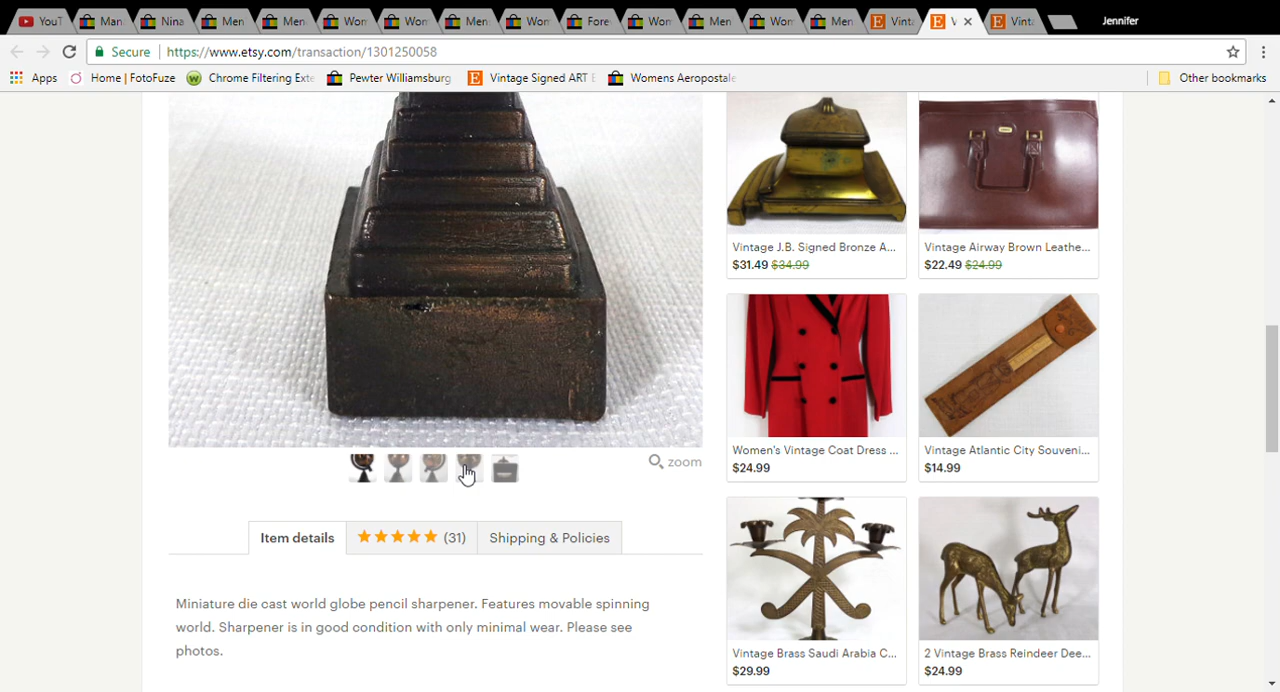 YouT
Man
Nina
Men
Men
Wom
Wom
Men
Wom
Fore
Wom
Men
Wom
Men
Vinta
V
Vinta
Jennifer
Secure
https://www.etsy.com/transaction/1301250058
Apps
Home | FotoFuze
Chrome Filtering Exte
Pewter Williamsburg
Vintage Signed ART E
Womens Aeropostale
Other bookmarks
Vintage J.B. Signed Bronze A...
$31.49 $34.99
Vintage Airway Brown Leathe...
$22.49 $24.99
Women's Vintage Coat Dress ...
$24.99
Vintage Atlantic City Souveni...
$14.99
zoom
Item details
(31)
Shipping & Policies
Miniature die cast world globe pencil sharpener. Features movable spinning
world. Sharpener is in good condition with only minimal wear. Please see
photos.
Vintage Brass Saudi Arabia C...
$29.99
2 Vintage Brass Reindeer Dee...
$24.99